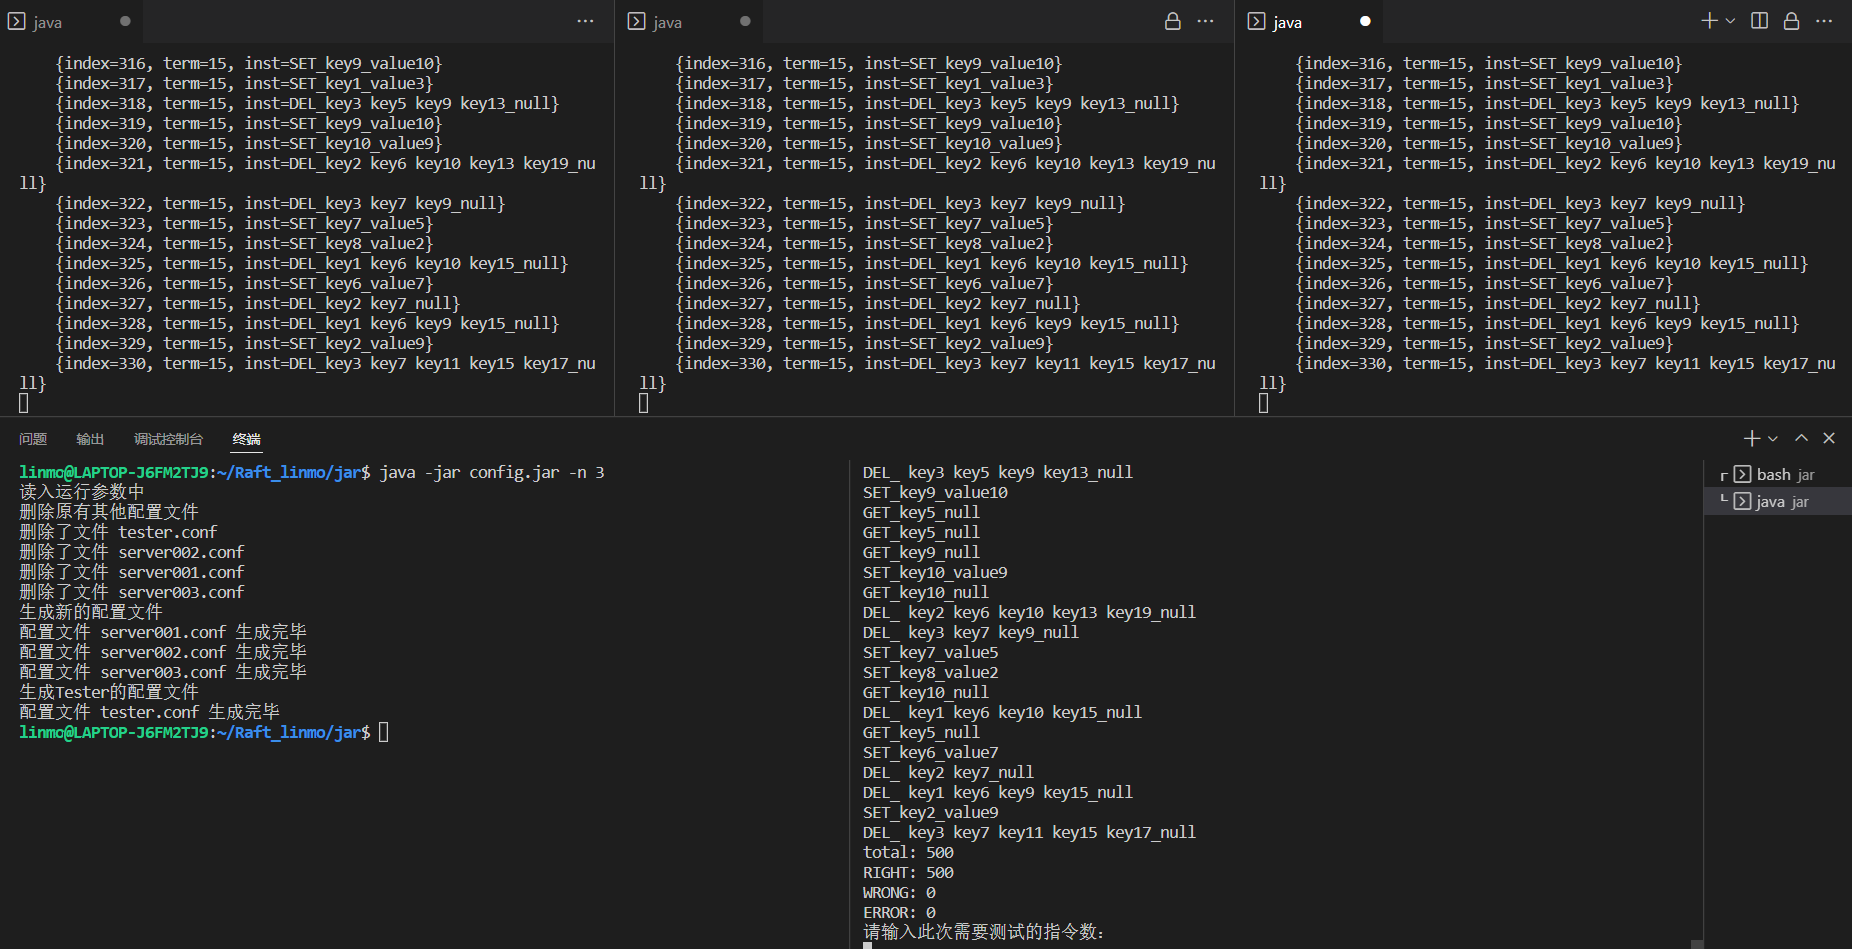 java
{index=316, term=15, inst=SET_key9_value10}
{index=317, term=15, inst=SET_key1_value3}
{index=318, term=15, inst=DEL_key3 key5 key9 key13_null}
{index=319, term=15, inst=SET_key9_value10}
{index=320, term=15, inst=SET_key10_value9}
{index=321, term=15, inst=DEL_key2 key6 key10 key13 key19_nu
ll}
{index=322, term=15, inst=DEL_key3 key7 key9_null}
{index=323, term=15, inst=SET_key7_value5}
{index=324, term=15, inst=SET_key8_value2}
{index=325, term=15, inst=DEL_key1 key6 key10 key15_null}
{index=326, term=15, inst=SET_key6_value7}
{index=327, term=15, inst=DEL_key2 key7_null}
{index=328, term=15, inst=DEL_key1 key6 key9 key15_null}
{index=329, term=15, inst=SET_key2_value9}
{index=330, term=15, inst=DEL_key3 key7 key11 key15 key17_nu
ll}
java
{index=316, term=15, inst=SET_key9_value10}
{index=317, term=15, inst=SET_key1_value3}
{index=318, term=15, inst=DEL_key3 key5 key9 key13_null}
{index=319, term=15, inst=SET_key9_value10}
{index=320, term=15, inst=SET_key10_value9}
{index=321, term=15, inst=DEL_key2 key6 key10 key13 key19_nu
ll}
{index=322, term=15, inst=DEL_key3 key7 key9_null}
{index=323, term=15, inst=SET_key7_value5}
{index=324, term=15, inst=SET_key8_value2}
{index=325, term=15, inst=DEL_key1 key6 key10 key15_null}
{index=326, term=15, inst=SET_key6_value7}
{index=327, term=15, inst=DEL_key2 key7_null}
{index=328, term=15, inst=DEL_key1 key6 key9 key15_null}
{index=329, term=15, inst=SET_key2_value9}
{index=330, term=15, inst=DEL_key3 key7 key11 key15 key17_nu
ll}
java
{index=316, term=15, inst=SET_key9_value10}
{index=317, term=15, inst=SET_key1_value3}
{index=318, term=15, inst=DEL_key3 key5 key9 key13_null}
{index=319, term=15, inst=SET_key9_value10}
{index=320, term=15, inst=SET_key10_value9}
{index=321, term=15, inst=DEL_key2 key6 key10 key13 key19_nu
ll}
{index=322, term=15, inst=DEL_key3 key7 key9_null}
{index=323, term=15, inst=SET_key7_value5}
{index=324, term=15, inst=SET_key8_value2}
{index=325, term=15, inst=DEL_key1 key6 key10 key15_null}
{index=326, term=15, inst=SET_key6_value7}
{index=327, term=15, inst=DEL_key2 key7_null}
{index=328, term=15, inst=DEL_key1 key6 key9 key15_null}
{index=329, term=15, inst=SET_key2_value9}
{index=330, term=15, inst=DEL_key3 key7 key11 key15 key17_nu
ll}
问题 输出 调试控制台 终端
linmo@LAPTOP-J6FM2TJ9:~/Raft_linmo/jar$ java -jar config.jar -n 3
读入运行参数中
删除原有其他配置文件
删除了文件 tester.conf
删除了文件 server002.conf
删除了文件 server001.conf
删除了文件 server003.conf
生成新的配置文件
配置文件 server001.conf 生成完毕
配置文件 server002.conf 生成完毕
配置文件 server003.conf 生成完毕
生成Tester的配置文件
配置文件 tester.conf 生成完毕
linmo@LAPTOP-J6FM2TJ9:~/Raft_linmo/jar$
DEL_ key3 key5 key9 key13_null
SET_key9_value10
GET_key5_null
GET_key5_null
GET_key9_null
SET_key10_value9
GET_key10_null
DEL_ key2 key6 key10 key13 key19_null
DEL_ key3 key7 key9_null
SET_key7_value5
SET_key8_value2
GET_key10_null
DEL_ key1 key6 key10 key15_null
GET_key5_null
SET_key6_value7
DEL_ key2 key7_null
DEL_ key1 key6 key9 key15_null
SET_key2_value9
DEL_ key3 key7 key11 key15 key17_null
total: 500
RIGHT: 500
WRONG: 0
ERROR: 0
请输入此次需要测试的指令数：
bash jar
java jar